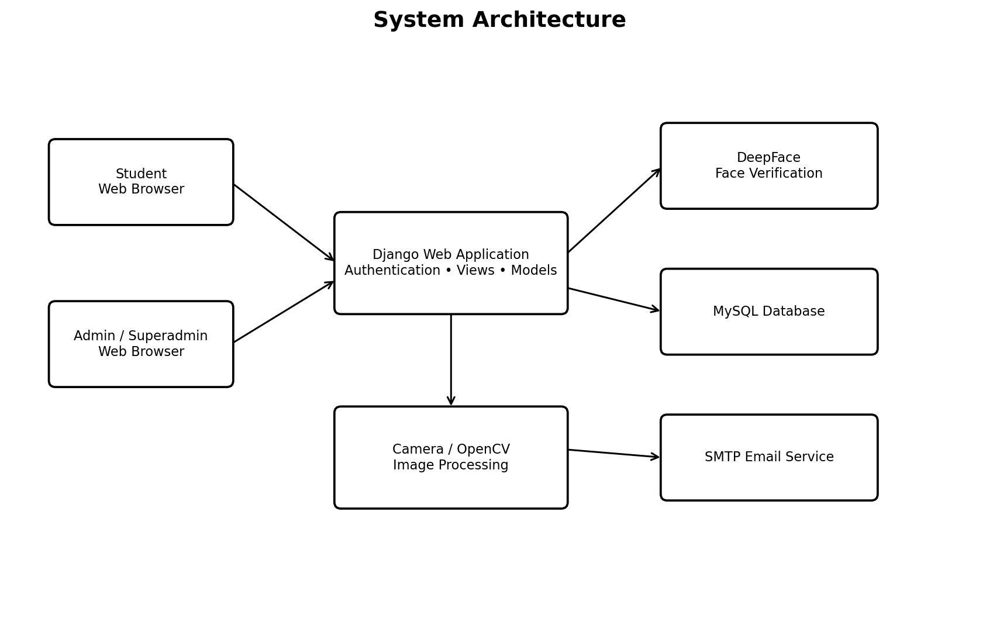 System Architecture
Student
Web Browser
Admin / Superadmin
Web Browser
Django Web Application
Authentication • Views • Models
Camera / OpenCV
Image Processing
DeepFace
Face Verification
MySQL Database
SMTP Email Service